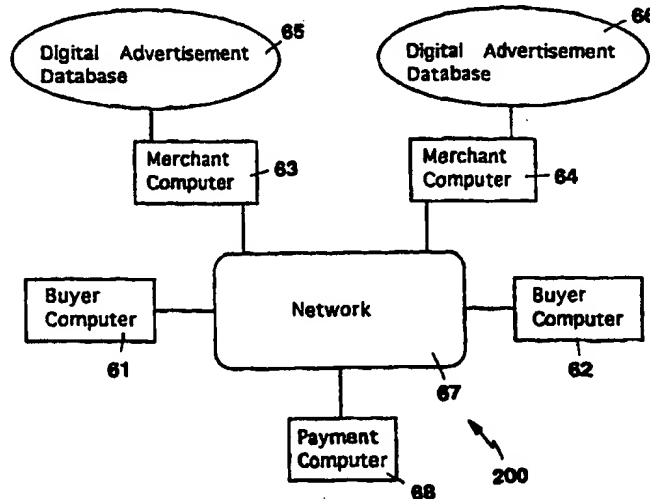 65
Digital Advertisement
Database
66
Digital Advertisement
Database
Merchant
Computer
63
Merchant
Computer
64
Buyer
Computer
61
Network
67
Buyer
Computer
62
Payment
Computer
68
200